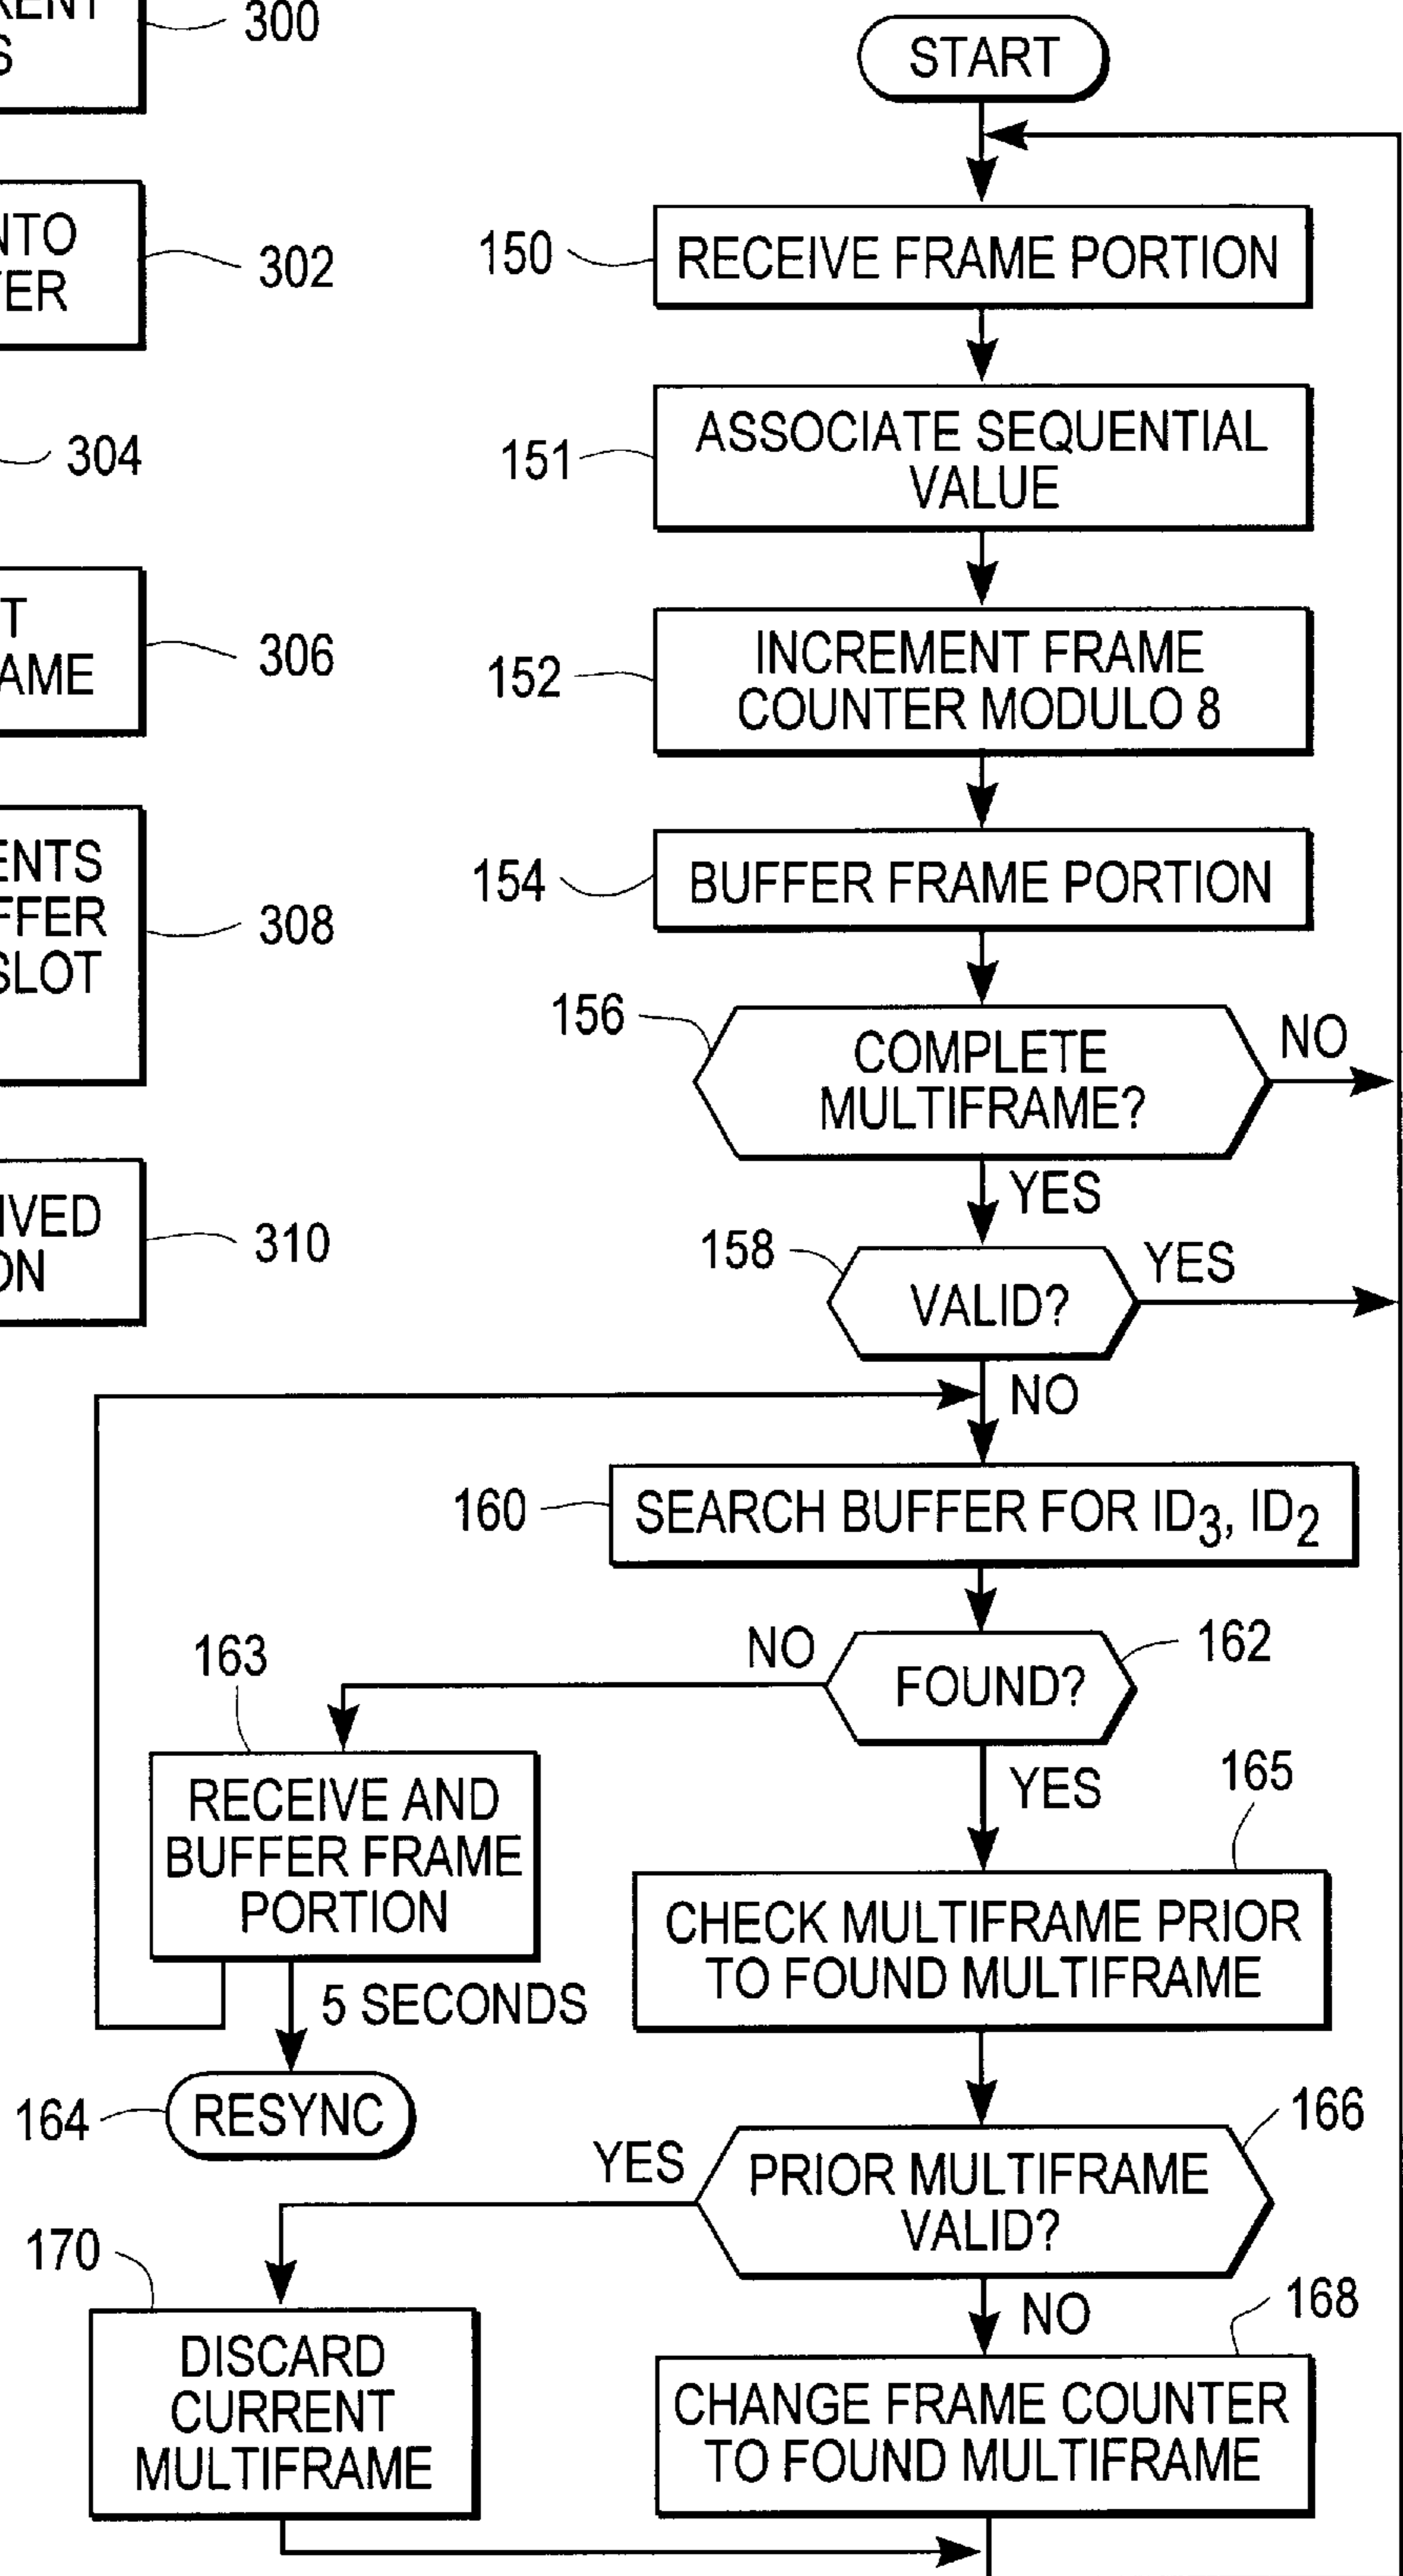 300
302
NTO
304
306
AME
308
SLOT
310
ON
START
150
RECEIVE FRAME PORTION
151
ASSOCIATE SEQUENTIAL
VALUE
152
INCREMENT FRAME
COUNTER MODULO 8
154
BUFFER FRAME PORTION
156
COMPLETE
MULTIFRAME?
NO
YES
158
VALID?
YES
NO
160
SEARCH BUFFER FOR ID3, ID2
162
FOUND?
NO
YES
163
RECEIVE AND
BUFFER FRAME
PORTION
5 SECONDS
164
RESYNC
165
CHECK MULTIFRAME PRIOR
TO FOUND MULTIFRAME
166
PRIOR MULTIFRAME
VALID?
YES
NO
170
DISCARD
CURRENT
MULTIFRAME
168
CHANGE FRAME COUNTER
TO FOUND MULTIFRAME